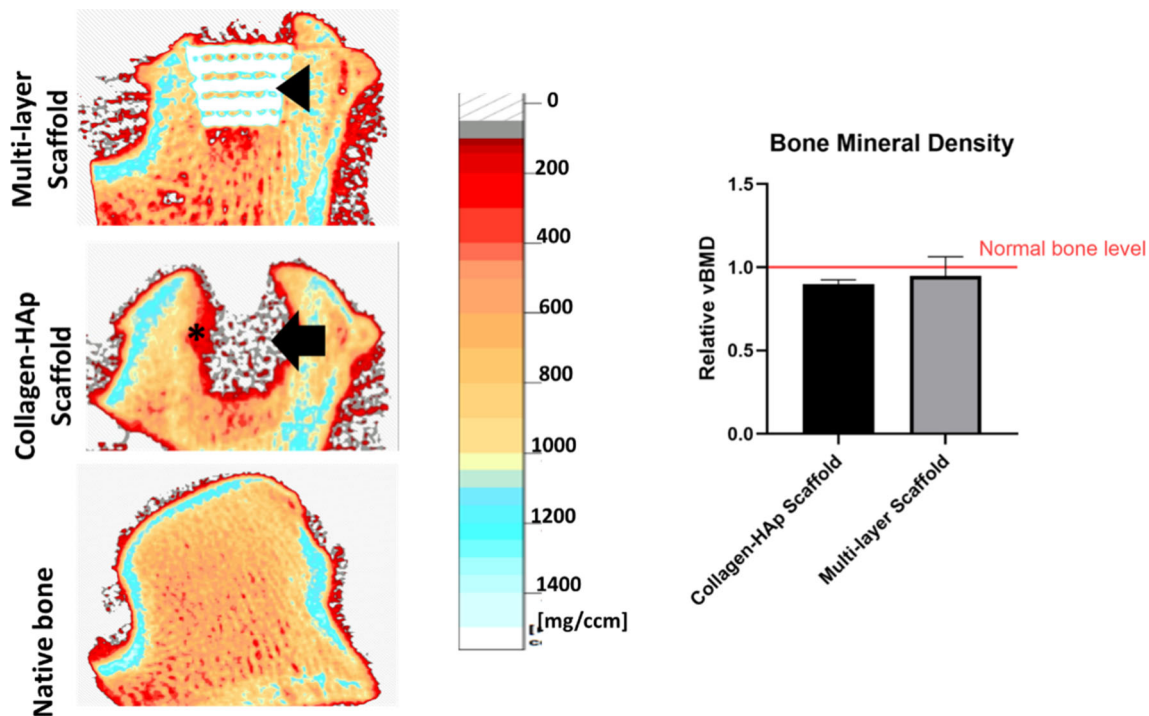 Multi-layer
Scaffold
Collagen-HAp
Scaffold
*
Native bone
0
200
400
600
800
1000
1200
1400
[mg/ccm]
Bone Mineral Density
Relative vBMD
1.5
1.0
0.5
0.0
Normal bone level
Collagen-HAp Scaffold
Multi-layer Scaffold